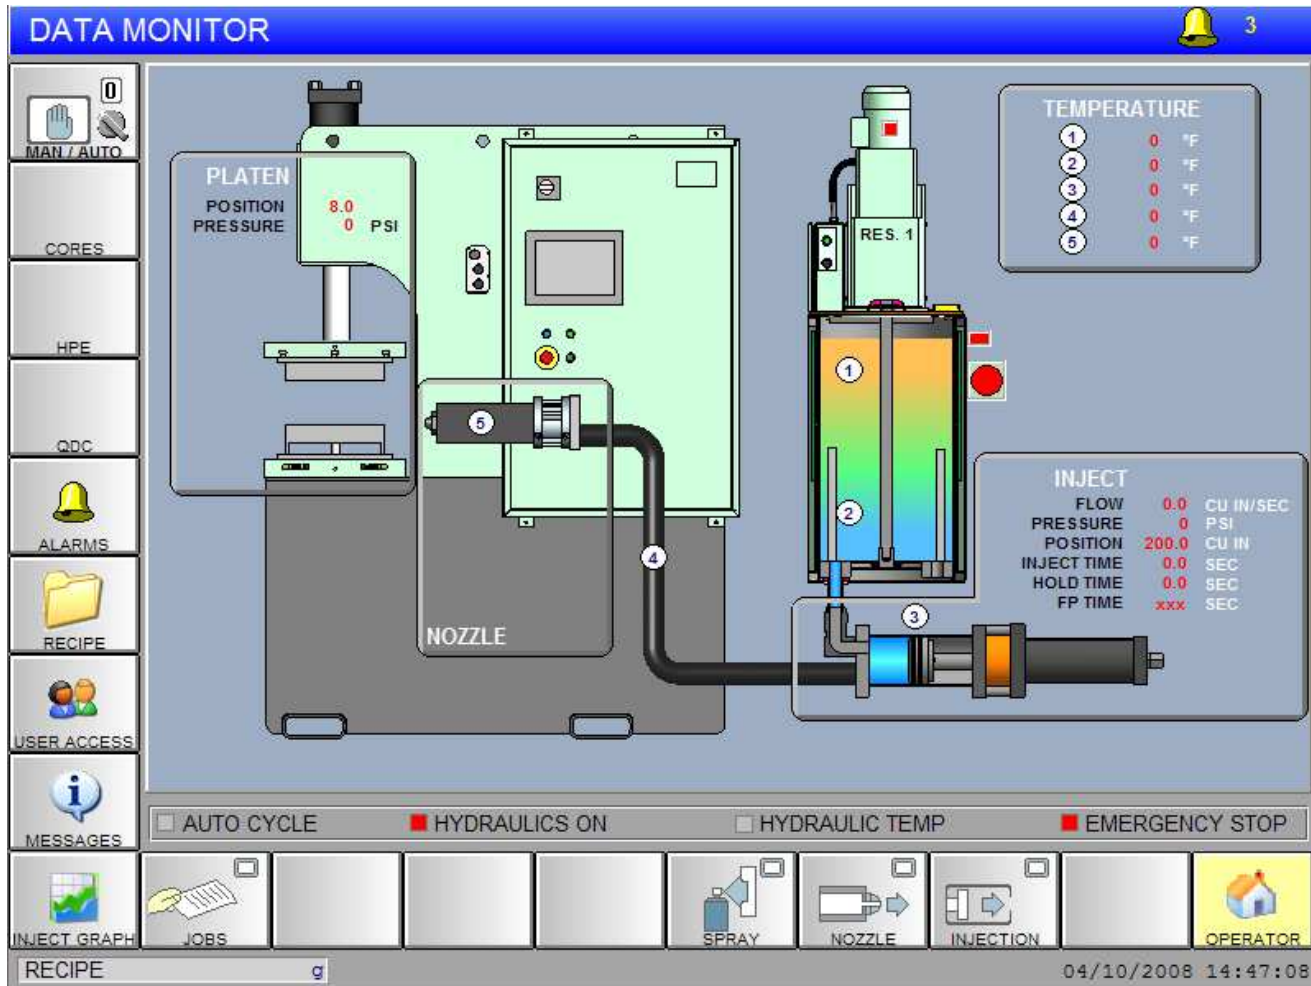 DATA MONITOR
3
0
MAN / AUTO
CORES
HPE
QDC
ALARMS
RECIPE
USER ACCESS
MESSAGES
INJECT GRAPH
PLATEN
POSITION 8.0
PRESSURE 0 PSI
RES. 1
TEMPERATURE
1 0 °F
2 0 °F
3 0 °F
4 0 °F
5 0 °F
1
2
3
4
5
NOZZLE
INJECT
FLOW 0.0 CU IN/SEC
PRESSURE 0 PSI
POSITION 200.0 CU IN
INJECT TIME 0.0 SEC
HOLD TIME 0.0 SEC
FP TIME xxx SEC
AUTO CYCLE HYDRAULICS ON HYDRAULIC TEMP EMERGENCY STOP
JOBS SPRAY NOZZLE INJECTION OPERATOR
RECIPE g 04/10/2008 14:47:08